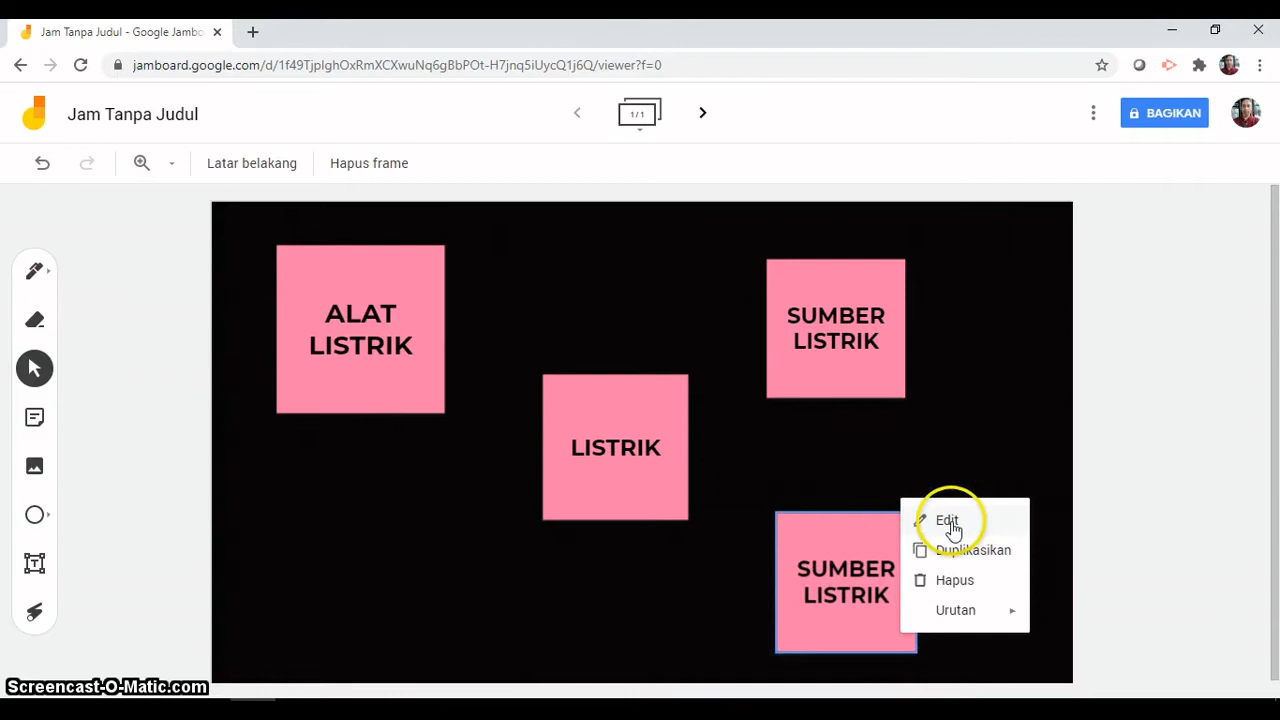 Jam Tanpa Judul - Google Jambo
jamboard.google.com/d/1f49TjpIghOxRmXCXwuNq6gBbPOt-H7jnq5iUycQ1j6Q/viewer?f=0
Jam Tanpa Judul
1/1
BAGIKAN
Latar belakang
Hapus frame
ALAT
LISTRIK
SUMBER
LISTRIK
LISTRIK
SUMBER
LISTRIK
Edit
Duplikasikan
Hapus
Urutan
Screencast-O-Matic.com